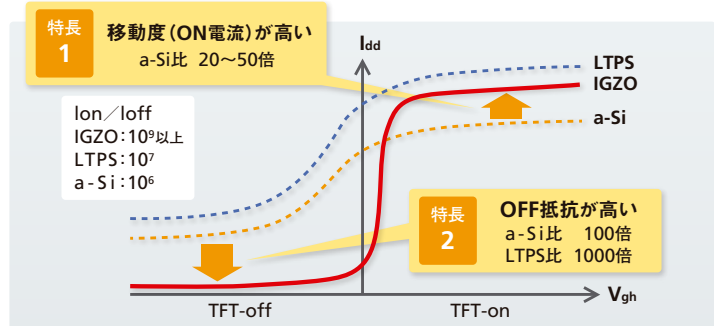 特長
1
移動度(ON電流)が高い
a-Si比 20〜50倍
Idd
LTPS
IGZO
a-Si
Ion/Ioff
IGZO:10⁹以上
LTPS:10⁷
a-Si:10⁶
特長
2
OFF抵抗が高い
a-Si比 100倍
LTPS比 1000倍
Vgh
TFT-off
TFT-on